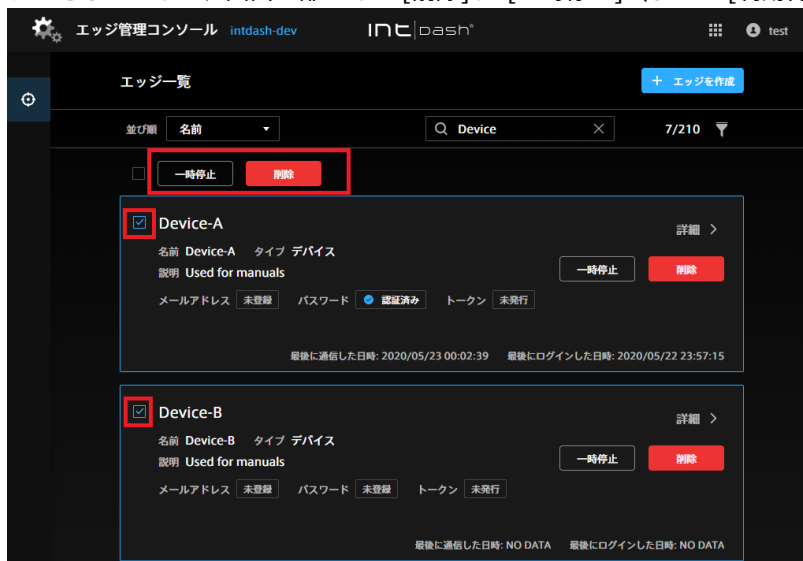 エッジ管理コンソール intdash-dev intdash test
エッジ一覧 + エッジを作成
並び順 名前 Device 7/210
一時停止 削除
Device-A 詳細
名前 Device-A タイプ デバイス
説明 Used for manuals 一時停止 削除
メールアドレス 未登録 パスワード 認証済み トークン 未発行
最後に通信した日時: 2020/05/23 00:02:39 最後にログインした日時: 2020/05/22 23:57:15
Device-B 詳細
名前 Device-B タイプ デバイス
説明 Used for manuals 一時停止 削除
メールアドレス 未登録 パスワード 未登録 トークン 未発行
最後に通信した日時: NO DATA 最後にログインした日時: NO DATA